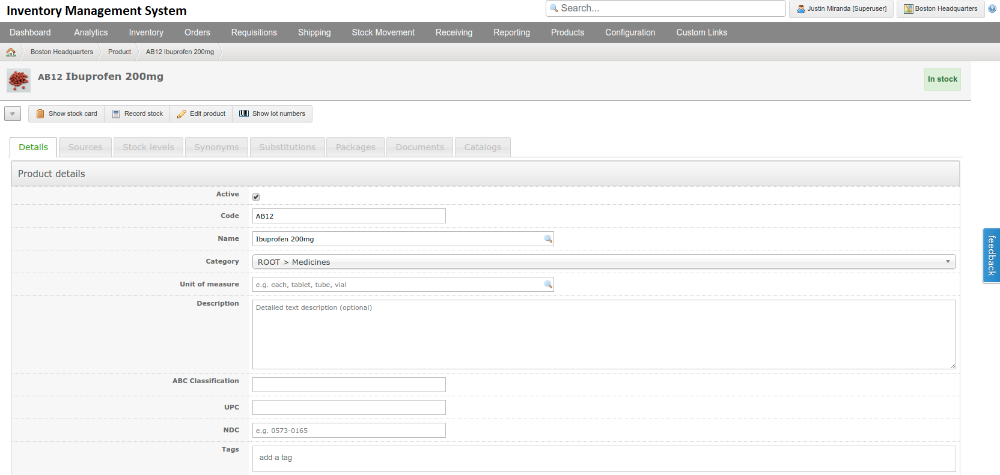 Inventory Management System
Search...
Justin Miranda [Superuser]
Boston Headquarters
Dashboard Analytics Inventory Orders Requisitions Shipping Stock Movement Receiving Reporting Products Configuration Custom Links
Boston Headquarters Product AB12 Ibuprofen 200mg
AB12 Ibuprofen 200mg
In stock
Show stock card Record stock Edit product Show lot numbers
Details Sources Stock levels Synonyms Substitutions Packages Documents Catalogs
Product details
Active
Code AB12
Name Ibuprofen 200mg
Category ROOT > Medicines
Unit of measure e.g. each, tablet, tube, vial
Description Detailed text description (optional)
ABC Classification
UPC
NDC e.g. 0573-0165
Tags
add a tag
feedback